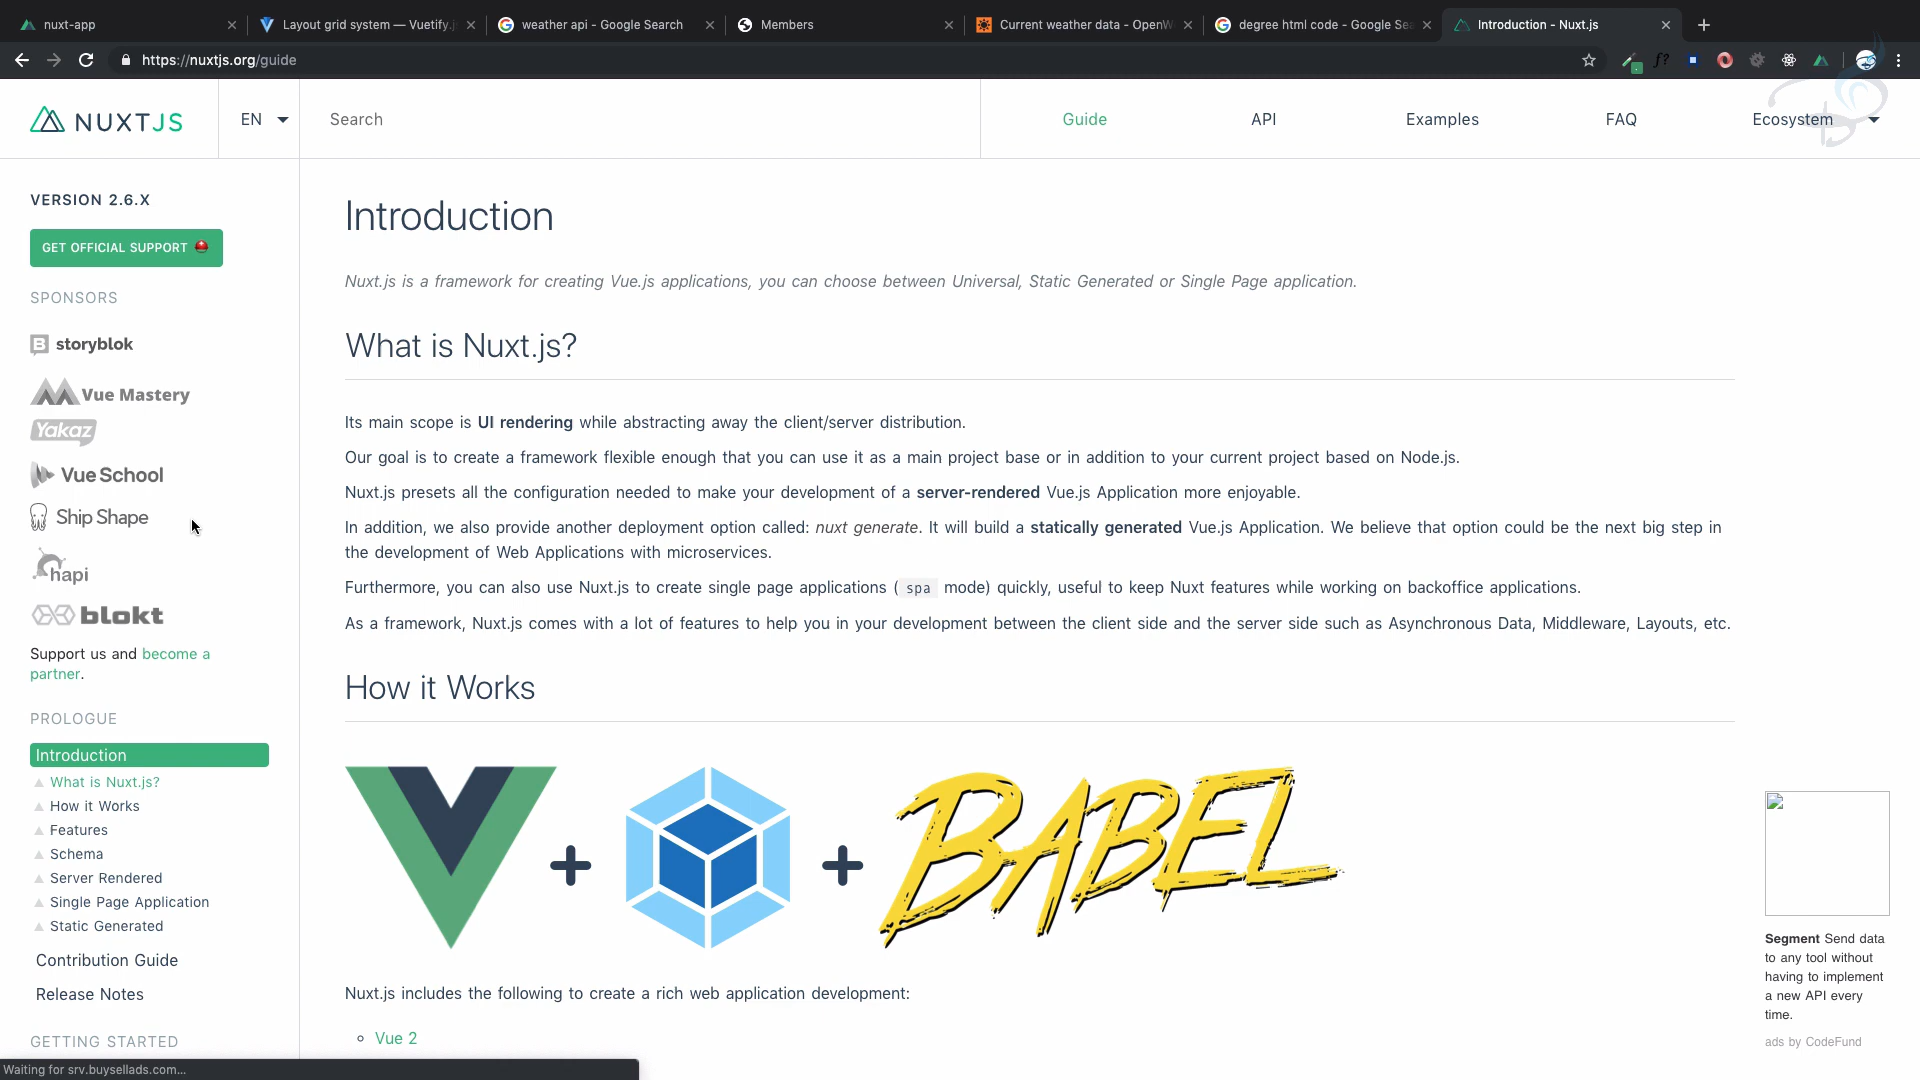 nuxt-app
Layout grid system — Vuetify.js
weather api - Google Search
Members
Current weather data - OpenW
degree html code - Google Sea
Introduction - Nuxt.js
https://nuxtjs.org/guide
f?
NUXTJS
EN
Search
Guide
API
Examples
FAQ
Ecosystem
VERSION 2.6.X
GET OFFICIAL SUPPORT
SPONSORS
storyblok
Vue Mastery
Yakaz
Vue School
Ship Shape
hapi
blokt
Support us and become a
partner.
PROLOGUE
Introduction
What is Nuxt.js?
How it Works
Features
Schema
Server Rendered
Single Page Application
Static Generated
Contribution Guide
Release Notes
GETTING STARTED
Introduction
Nuxt.js is a framework for creating Vue.js applications, you can choose between Universal, Static Generated or Single Page application.
What is Nuxt.js?
Its main scope is UI rendering while abstracting away the client/server distribution.
Our goal is to create a framework flexible enough that you can use it as a main project base or in addition to your current project based on Node.js.
Nuxt.js presets all the configuration needed to make your development of a server-rendered Vue.js Application more enjoyable.
In addition, we also provide another deployment option called: nuxt generate. It will build a statically generated Vue.js Application. We believe that option could be the next big step in
the development of Web Applications with microservices.
Furthermore, you can also use Nuxt.js to create single page applications ( spa mode) quickly, useful to keep Nuxt features while working on backoffice applications.
As a framework, Nuxt.js comes with a lot of features to help you in your development between the client side and the server side such as Asynchronous Data, Middleware, Layouts, etc.
How it Works
+ + BABEL
Nuxt.js includes the following to create a rich web application development:
Vue 2
Segment Send data
to any tool without
having to implement
a new API every
time.
ads by CodeFund
Waiting for srv.buysellads.com...